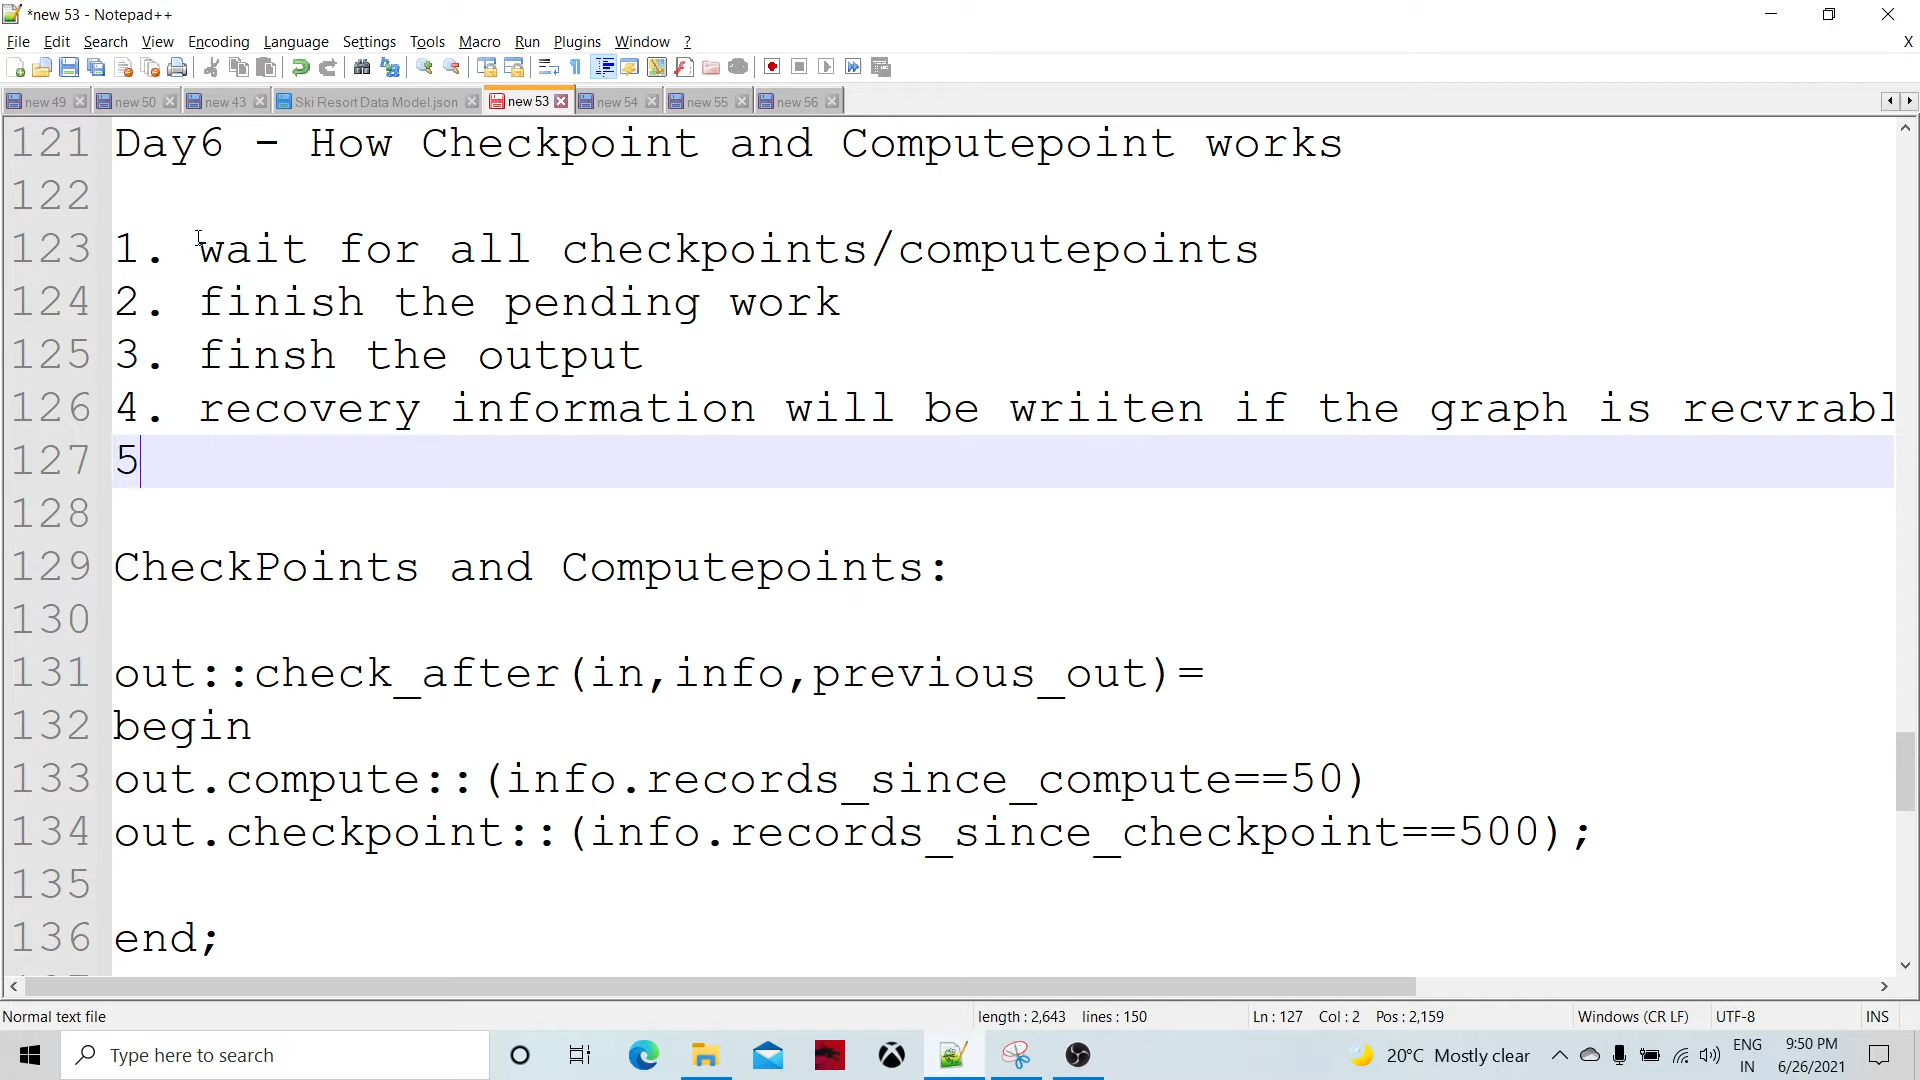 *new 53 - Notepad++
File Edit Search View Encoding Language Settings Tools Macro Run Plugins Window ? X
new 49 new 50 new 43 Ski Resort Data Model.json new 53 new 54 new 55 new 56
121 Day6 - How Checkpoint and Computepoint works
122
123 1. wait for all checkpoints/computepoints
124 2. finish the pending work
125 3. finsh the output
126 4. recovery information will be wriiten if the graph is recvrabl
127 5
128
129 CheckPoints and Computepoints:
130
131 out::check_after(in,info,previous_out)=
132 begin
133 out.compute::(info.records_since_compute==50)
134 out.checkpoint::(info.records_since_checkpoint==500);
135
136 end;
Normal text file length : 2,643 lines : 150 Ln : 127 Col : 2 Pos : 2,159 Windows (CR LF) UTF-8 INS
Type here to search 20°C Mostly clear ENG IN 9:50 PM 6/26/2021